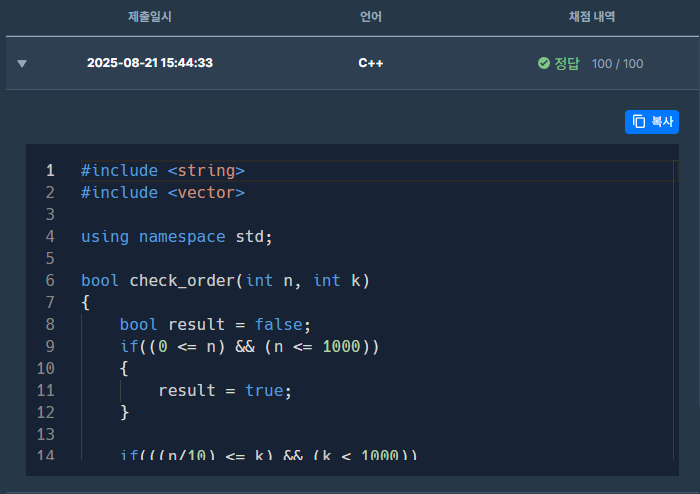 제출일시 언어 채점 내역
2025-08-21 15:44:33 C++ 정답 100 / 100
복사
1 #include <string>
2 #include <vector>
3
4 using namespace std;
5
6 bool check_order(int n, int k)
7 {
8 bool result = false;
9 if((0 <= n) && (n <= 1000))
10 {
11 result = true;
12 }
13
14 if(((n/10) <= k) && (k < 1000))